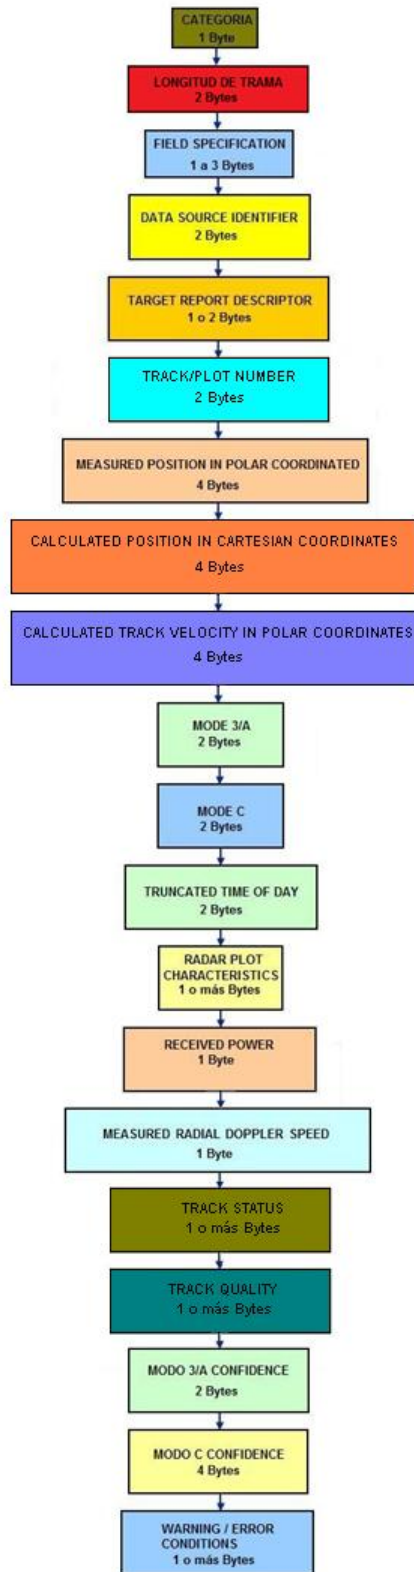 CATEGORIA
1 Byte
LONGITUD DE TRAMA
2 Bytes
FIELD SPECIFICATION
1 a 3 Bytes
DATA SOURCE IDENTIFIER
2 Bytes
TARGET REPORT DESCRIPTOR
1 o 2 Bytes
TRACK/PLOT NUMBER
2 Bytes
MEASURED POSITION IN POLAR COORDINATED
4 Bytes
CALCULATED POSITION IN CARTESIAN COORDINATES
4 Bytes
CALCULATED TRACK VELOCITY IN POLAR COORDINATES
4 Bytes
MODE 3/A
2 Bytes
MODE C
2 Bytes
TRUNCATED TIME OF DAY
2 Bytes
RADAR PLOT
CHARACTERISTICS
1 o más Bytes
RECEIVED POWER
1 Byte
MEASURED RADIAL DOPPLER SPEED
1 Byte
TRACK STATUS
1 o más Bytes
TRACK QUALITY
1 o más Bytes
MODO 3/A CONFIDENCE
2 Bytes
MODO C CONFIDENCE
4 Bytes
WARNING / ERROR
CONDITIONS
1 o más Bytes